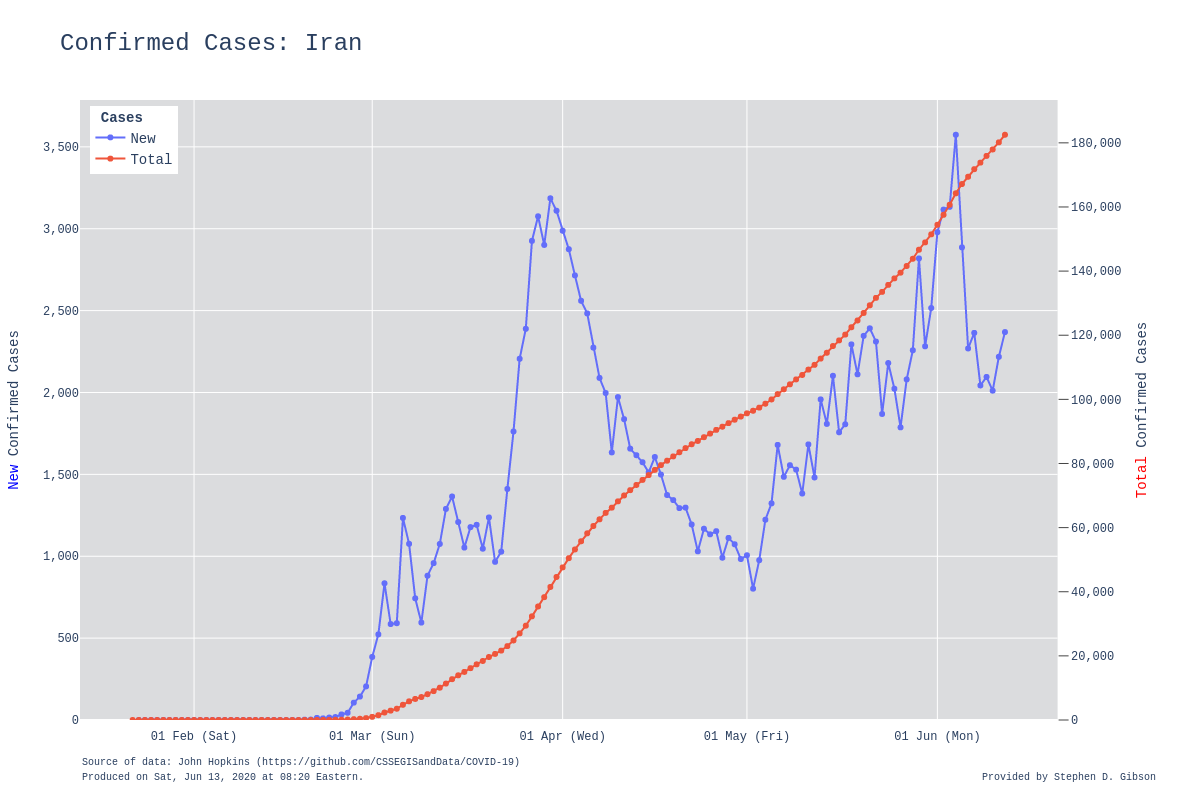 Confirmed Cases: Iran
Cases
New
Total
3,500
3,000
2,500
2,000
1,500
1,000
500
0
New Confirmed Cases
180,000
160,000
140,000
120,000
100,000
80,000
60,000
40,000
20,000
0
Total Confirmed Cases
01 Feb (Sat)
01 Mar (Sun)
01 Apr (Wed)
01 May (Fri)
01 Jun (Mon)
Source of data: John Hopkins (https://github.com/CSSEGISandData/COVID-19)
Produced on Sat, Jun 13, 2020 at 08:20 Eastern.
Provided by Stephen D. Gibson